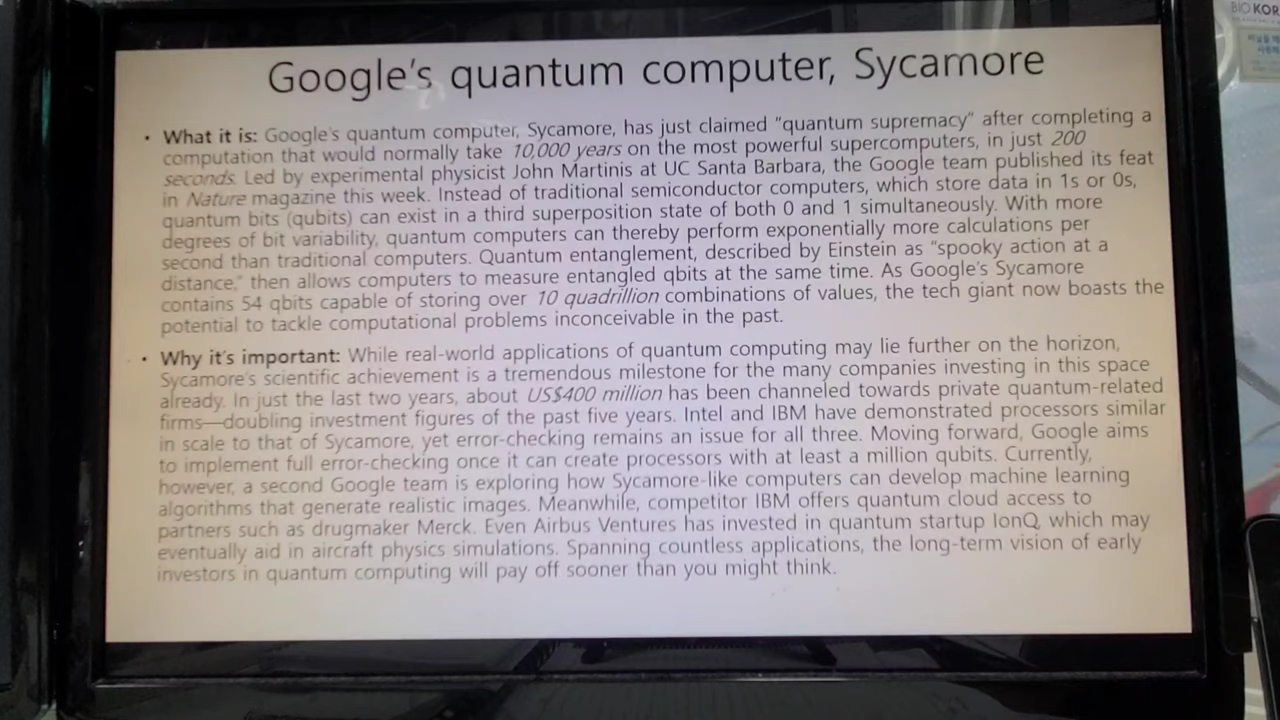 Google's quantum computer, Sycamore
• What it is: Google's quantum computer, Sycamore, has just claimed "quantum supremacy" after completing a
computation that would normally take 10,000 years on the most powerful supercomputers, in just 200
seconds. Led by experimental physicist John Martinis at UC Santa Barbara, the Google team published its feat
in Nature magazine this week. Instead of traditional semiconductor computers, which store data in 1s or 0s,
quantum bits (qubits) can exist in a third superposition state of both 0 and 1 simultaneously. With more
degrees of bit variability, quantum computers can thereby perform exponentially more calculations per
second than traditional computers. Quantum entanglement, described by Einstein as "spooky action at a
distance," then allows computers to measure entangled qbits at the same time. As Google's Sycamore
contains 54 qbits capable of storing over 10 quadrillion combinations of values, the tech giant now boasts the
potential to tackle computational problems inconceivable in the past.
• Why it's important: While real-world applications of quantum computing may lie further on the horizon,
Sycamore's scientific achievement is a tremendous milestone for the many companies investing in this space
already. In just the last two years, about US$400 million has been channeled towards private quantum-related
firms—doubling investment figures of the past five years. Intel and IBM have demonstrated processors similar
in scale to that of Sycamore, yet error-checking remains an issue for all three. Moving forward, Google aims
to implement full error-checking once it can create processors with at least a million qubits. Currently,
however, a second Google team is exploring how Sycamore-like computers can develop machine learning
algorithms that generate realistic images. Meanwhile, competitor IBM offers quantum cloud access to
partners such as drugmaker Merck. Even Airbus Ventures has invested in quantum startup IonQ, which may
eventually aid in aircraft physics simulations. Spanning countless applications, the long-term vision of early
investors in quantum computing will pay off sooner than you might think.
BIO KOR